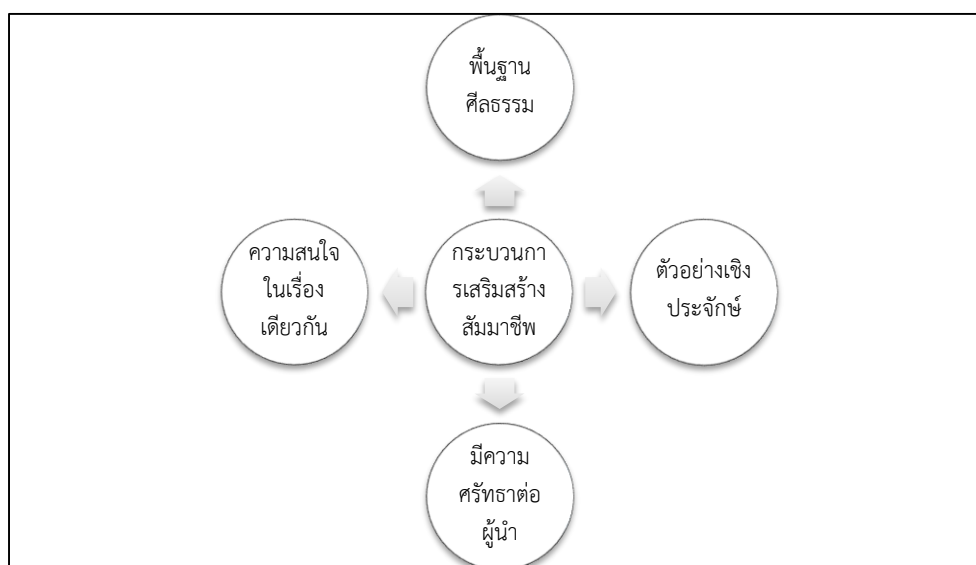 พื้นฐาน
ศีลธรรม
ความสนใจ
ในเรื่อง
เดียวกัน
กระบวนกา
รเสริมสร้าง
สัมมาชีพ
ตัวอย่างเชิง
ประจักษ์
มีความ
ศรัทธาต่อ
ผู้นำ